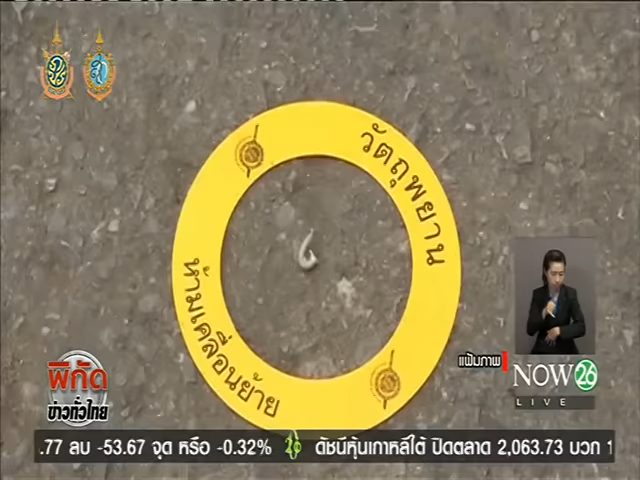 วัตถุพยาน
ห้ามเคลื่อนย้าย
แฟ้มภาพ
NOW26
LIVE
พิกัด
ข่าวทั่วไทย
.77 ลบ -53.67 จุด หรือ -0.32% 26 ดัชนีหุ้นเกาหลีใต้ ปิดตลาด 2,063.73 บวก 1